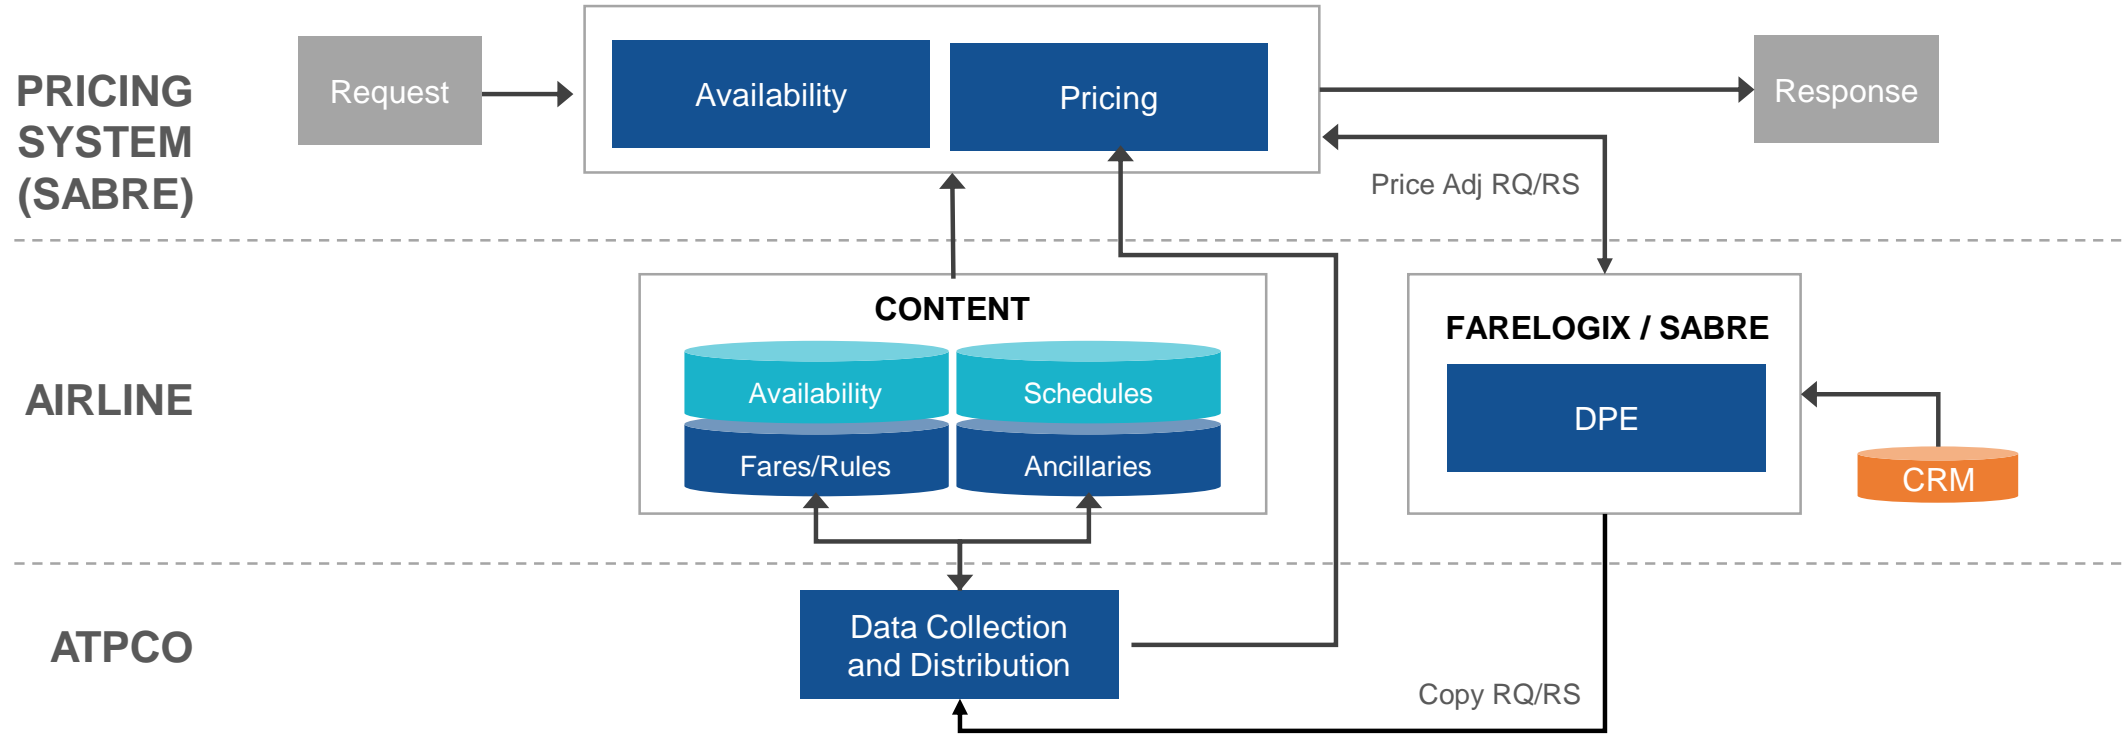 PRICING
SYSTEM
(SABRE)
Request
Availability
Pricing
Response
Price Adj RQ/RS
AIRLINE
CONTENT
Availability
Schedules
Fares/Rules
Ancillaries
FARELOGIX / SABRE
DPE
CRM
ATPCO
Data Collection
and Distribution
Copy RQ/RS